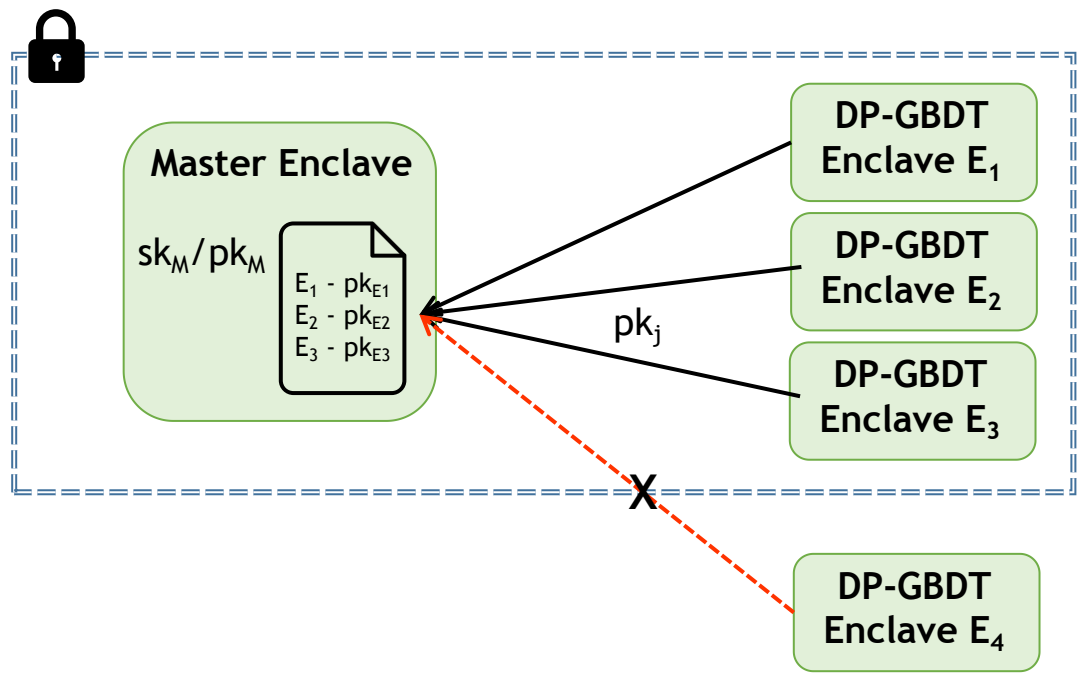 Master Enclave
sk_M/pk_M
E_1 - pk_E1
E_2 - pk_E2
E_3 - pk_E3
DP-GBDT
Enclave E_1
DP-GBDT
Enclave E_2
pk_j
DP-GBDT
Enclave E_3
X
DP-GBDT
Enclave E_4